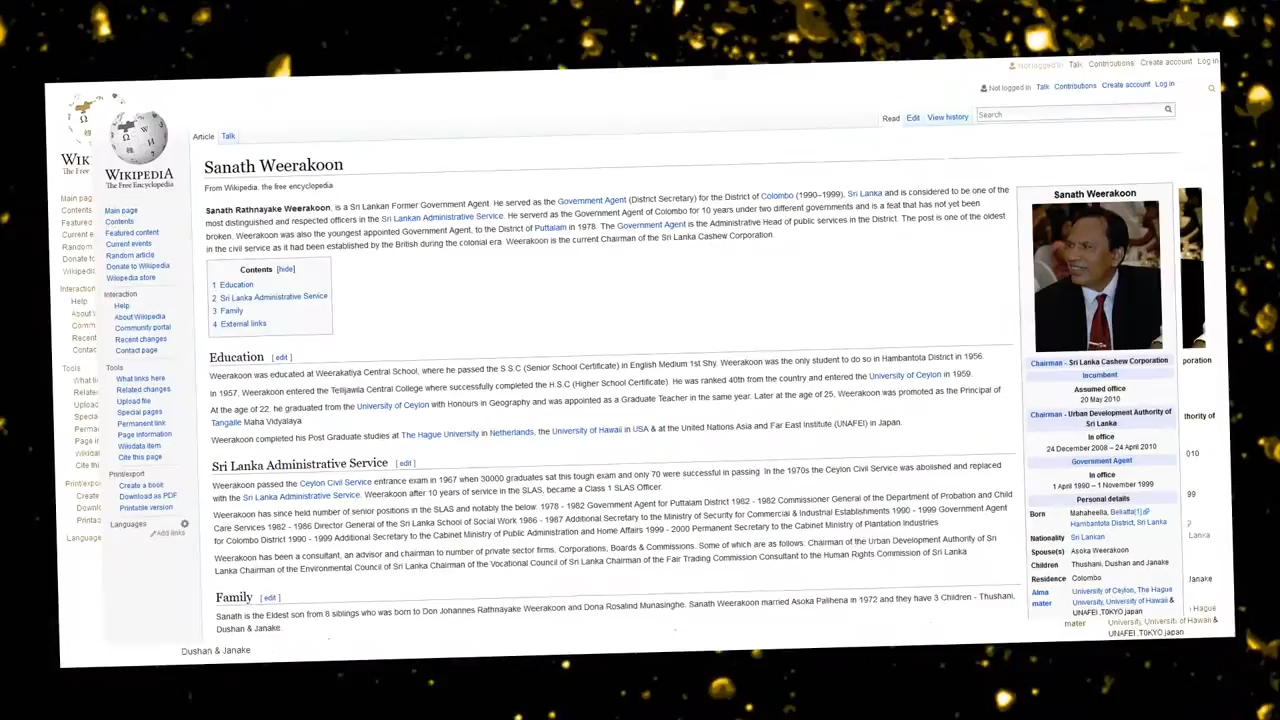 Not logged in Talk Contributions Create account Log in
Not logged in Talk Contributions Create account Log in
WIKIPEDIA
The Free Encyclopedia
Main page
Contents
Featured content
Current events
Random article
Donate to Wikipedia
Wikipedia store
Interaction
Help
About Wikipedia
Community portal
Recent changes
Contact page
Tools
What links here
Related changes
Upload file
Special pages
Permanent link
Page information
Wikidata item
Cite this page
Print/export
Create a book
Download as PDF
Printable version
Languages
Add links
Article Talk
Read Edit View history Search
Sanath Weerakoon
From Wikipedia, the free encyclopedia
Sanath Rathnayake Weerakoon, is a Sri Lankan Former Government Agent. He served as the Government Agent (District Secretary) for the District of Colombo (1990–1999), Sri Lanka and is considered to be one of the
most distinguished and respected officers in the Sri Lankan Administrative Service. He serverd as the Government Agent of Colombo for 10 years under two different governments and is a feat that has not yet been
broken. Weerakoon was also the youngest appointed Government Agent, to the District of Puttalam in 1978. The Government Agent is the Administrative Head of public services in the District. The post is one of the oldest
in the civil service as it had been established by the British during the colonial era. Weerakoon is the current Chairman of the Sri Lanka Cashew Corporation.
Contents [hide]
1 Education
2 Sri Lanka Administrative Service
3 Family
4 External links
Education [ edit ]
Weerakoon was educated at Weerakatiya Central School, where he passed the S.S.C (Senior School Certificate) in English Medium 1st Shy. Weerakoon was the only student to do so in Hambantota District in 1956.
In 1957, Weerakoon entered the Tellijawila Central College where successfully completed the H.S.C (Higher School Certificate). He was ranked 40th from the country and entered the University of Ceylon in 1959.
At the age of 22, he graduated from the University of Ceylon with Honours in Geography and was appointed as a Graduate Teacher in the same year. Later at the age of 25, Weerakoon was promoted as the Principal of
Tangalle Maha Vidyalaya
Weerakoon completed his Post Graduate studies at The Hague University in Netherlands, the University of Hawaii in USA & at the United Nations Asia and Far East Institute (UNAFEI) in Japan.
Sri Lanka Administrative Service [ edit ]
Weerakoon passed the Ceylon Civil Service entrance exam in 1967 when 30000 graduates sat this tough exam and only 70 were successful in passing. In the 1970s the Ceylon Civil Service was abolished and replaced
with the Sri Lanka Administrative Service. Weerakoon after 10 years of service in the SLAS, became a Class 1 SLAS Officer.
Weerakoon has since held number of senior positions in the SLAS and notably the below. 1978 - 1982 Government Agent for Puttalam District 1982 - 1982 Commissioner General of the Department of Probation and Child
Care Services 1982 - 1986 Director General of the Sri Lanka School of Social Work 1986 - 1987 Additional Secretary to the Ministry of Security for Commercial & Industrial Establishments 1990 - 1999 Government Agent
for Colombo District 1990 - 1999 Additional Secretary to the Cabinet Ministry of Public Administration and Home Affairs 1999 - 2000 Permanent Secretary to the Cabinet Ministry of Plantation Industries
Weerakoon has been a consultant, an advisor and chairman to number of private sector firms, Corporations, Boards & Commissions. Some of which are as follows. Chairman of the Urban Development Authority of Sri
Lanka Chairman of the Environmental Council of Sri Lanka Chairman of the Vocational Council of Sri Lanka Chairman of the Fair Trading Commission Consultant to the Human Rights Commission of Sri Lanka
Family [ edit ]
Sanath is the Eldest son from 8 siblings who was born to Don Johannes Rathnayake Weerakoon and Dona Rosalind Munasinghe. Sanath Weerakoon married Asoka Palihena in 1972 and they have 3 Children - Thushani,
Dushan & Janake.
Dushan & Janake
Sanath Weerakoon
Chairman - Sri Lanka Cashew Corporation
Incumbent
Assumed office
20 May 2010
Chairman - Urban Development Authority of
Sri Lanka
In office
24 December 2008 – 24 April 2010
Government Agent
In office
1 April 1990 – 1 November 1999
Personal details
Born Mahaheella, Beliatta[1]
Hambantota District, Sri Lanka
Nationality Sri Lankan
Spouse(s) Asoka Weerakoon
Children Thushani, Dushan and Janake
Residence Colombo
Alma mater University of Ceylon, The Hague
University, University of Hawaii &
UNAFEI ,TOKYO japan
mater University, University of Hawaii &
UNAFEI ,TOKYO japan